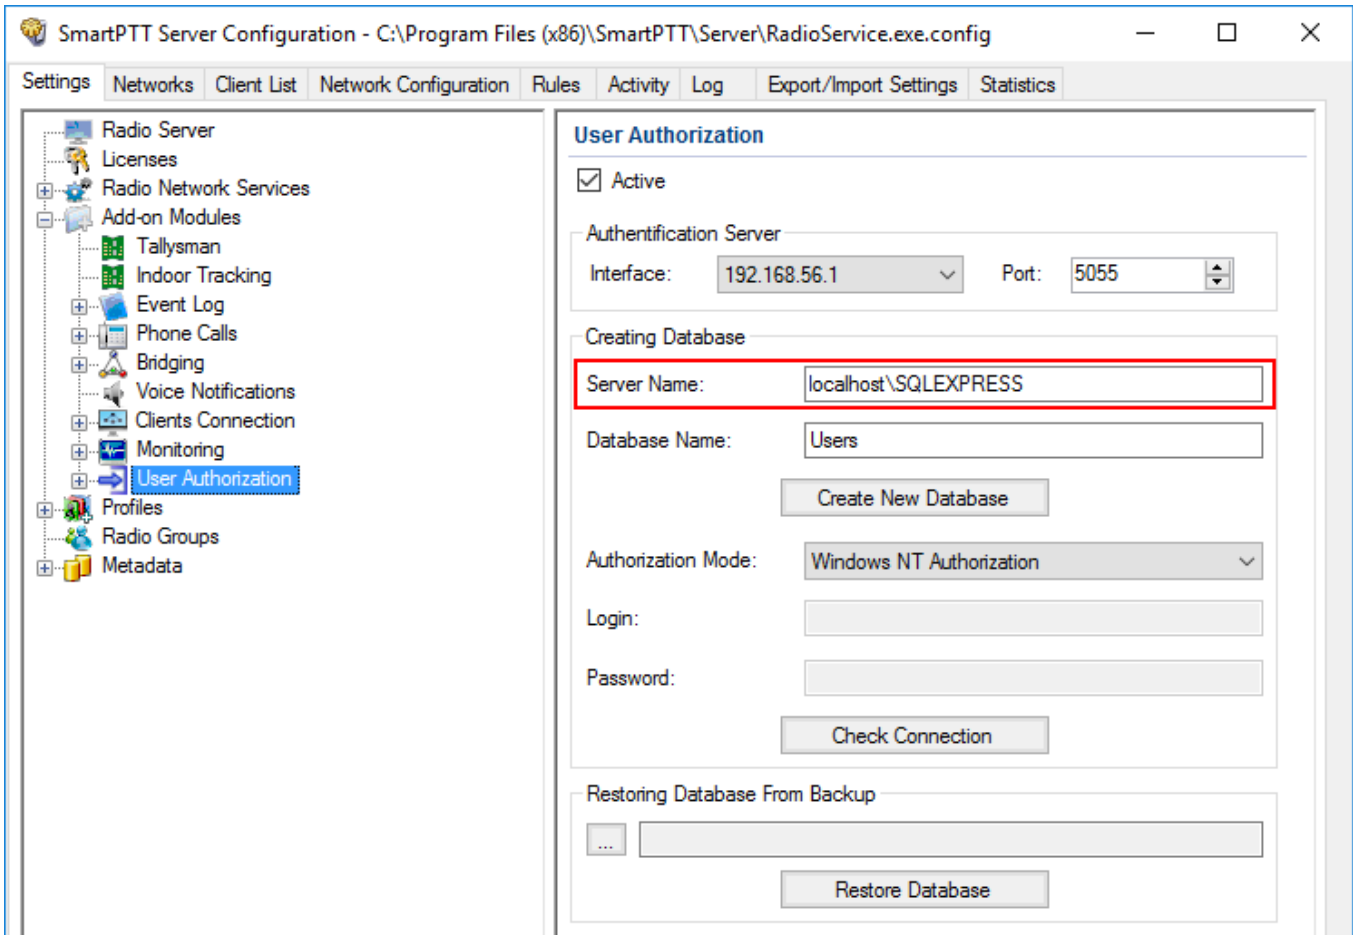 SmartPTT Server Configuration - C:\Program Files (x86)\SmartPTT\Server\RadioService.exe.config
Settings Networks Client List Network Configuration Rules Activity Log Export/Import Settings Statistics
Radio Server
Licenses
Radio Network Services
Add-on Modules
Tallysman
Indoor Tracking
Event Log
Phone Calls
Bridging
Voice Notifications
Clients Connection
Monitoring
User Authorization
Profiles
Radio Groups
Metadata
User Authorization
Active
Authentification Server
Interface: 192.168.56.1 Port: 5055
Creating Database
Server Name: localhost\SQLEXPRESS
Database Name: Users
Create New Database
Authorization Mode: Windows NT Authorization
Login:
Password:
Check Connection
Restoring Database From Backup
...
Restore Database